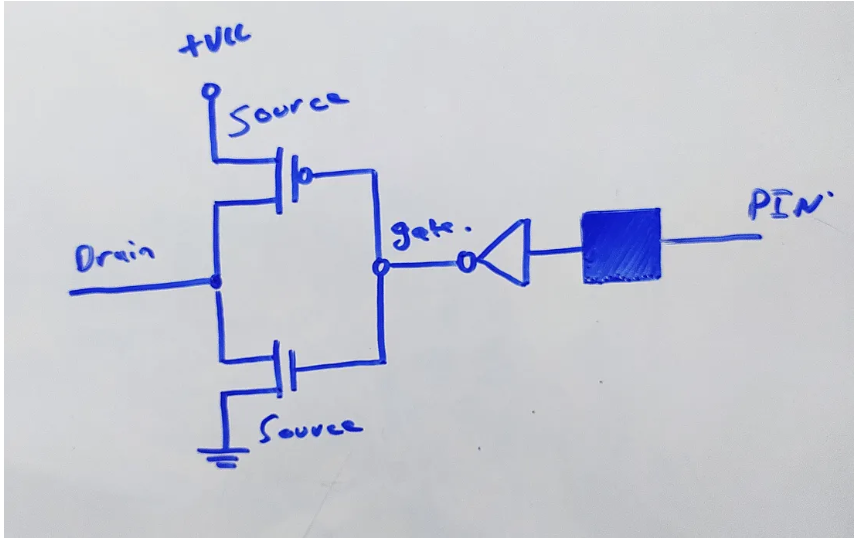 +Vcc
Source
PIN
gate.
Drain
Source